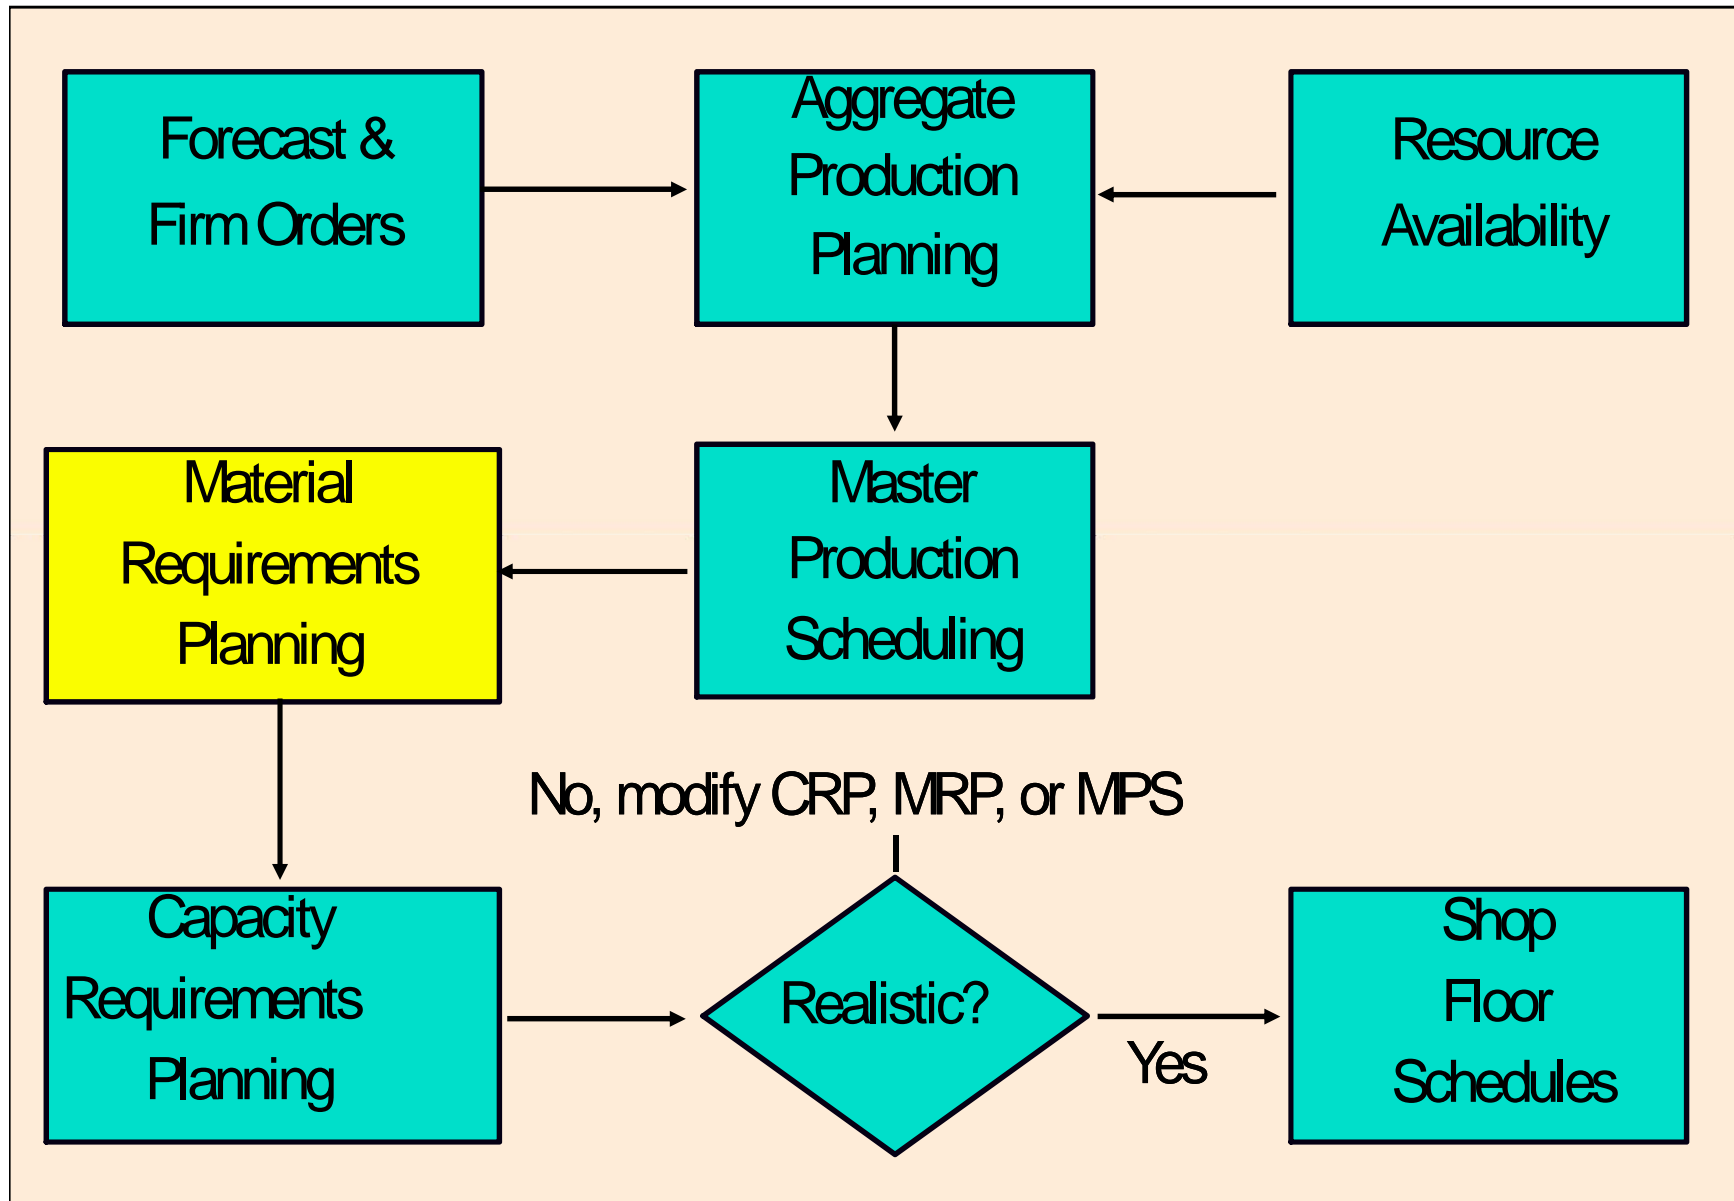 Forecast &
Firm Orders
Aggregate
Production
Planning
Resource
Availability
Material
Requirements
Planning
Master
Production
Scheduling
No, modify CRP, MRP, or MPS
Capacity
Requirements
Planning
Realistic?
Yes
Shop
Floor
Schedules